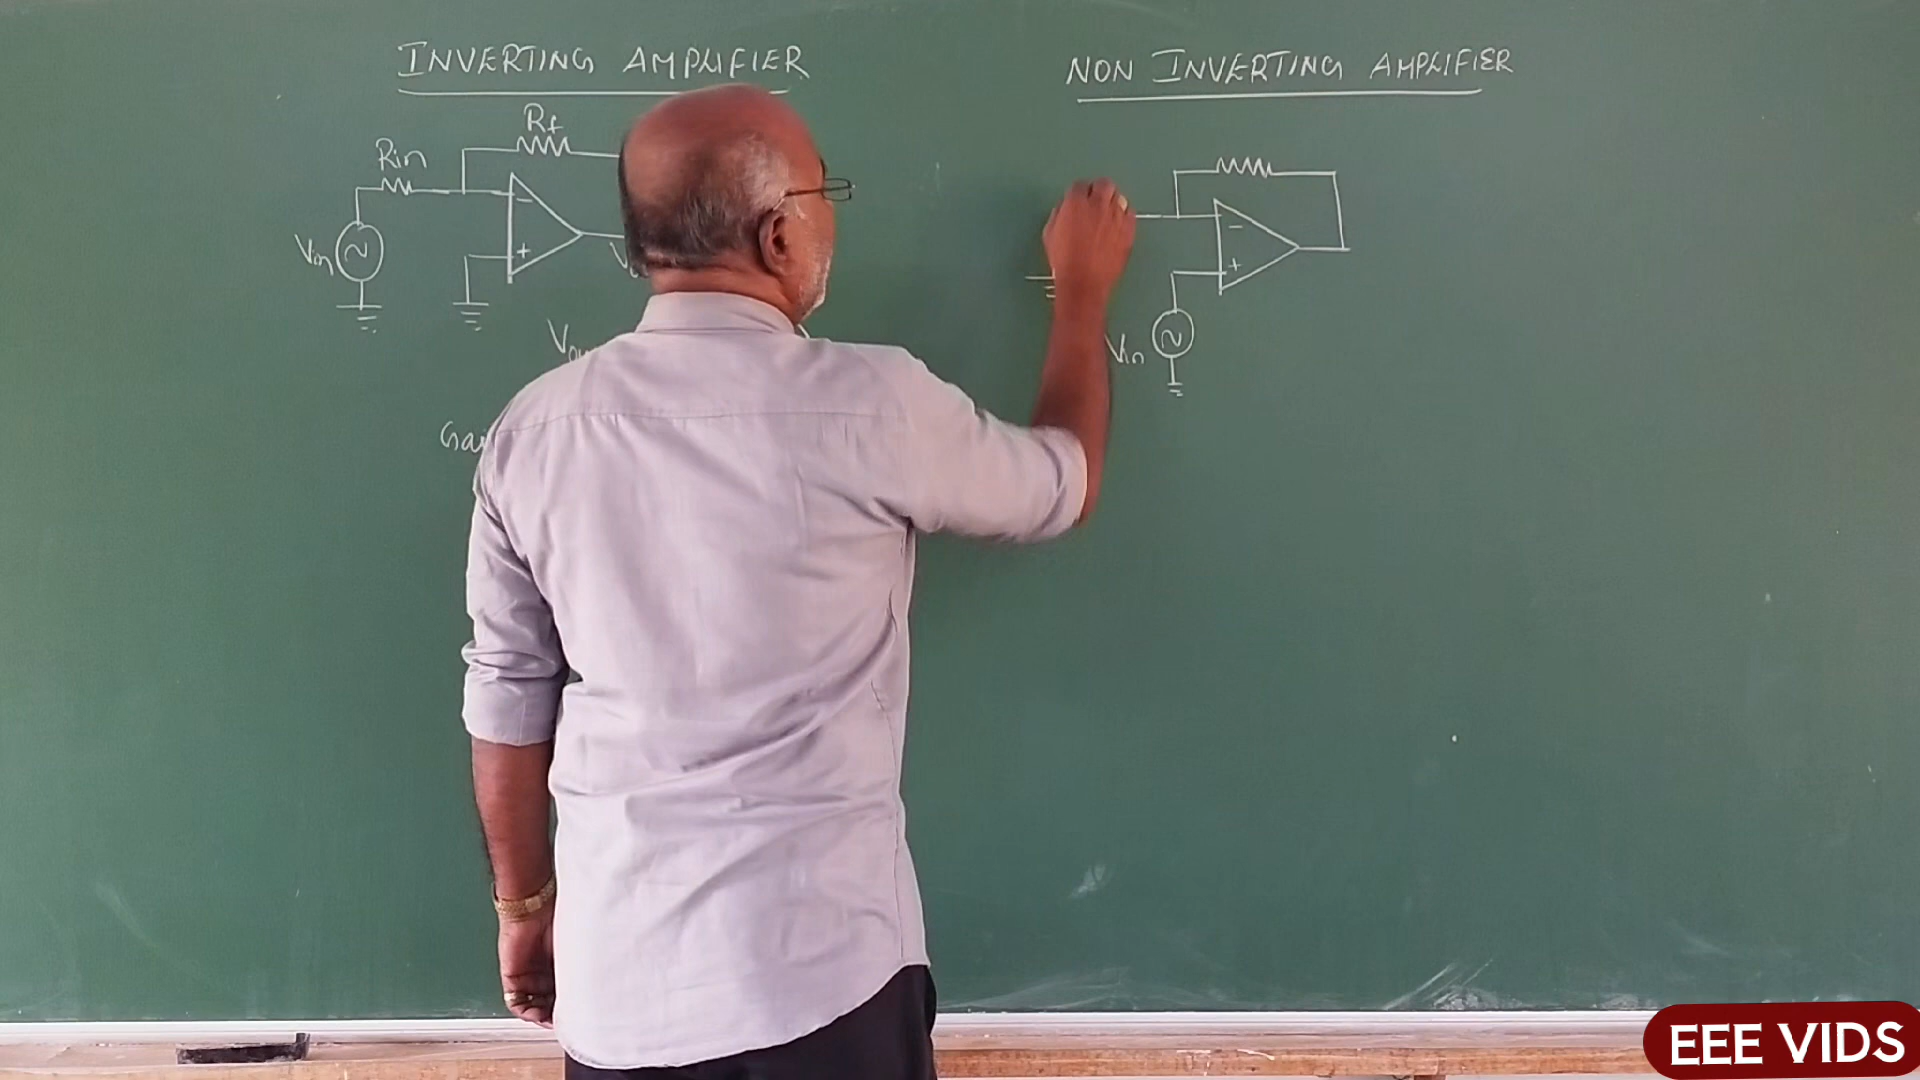 INVERTING AMPLIFIER
Rf
Rin
Vin
−
+
NON INVERTING AMPLIFIER
−
+
Vin
EEE VIDS